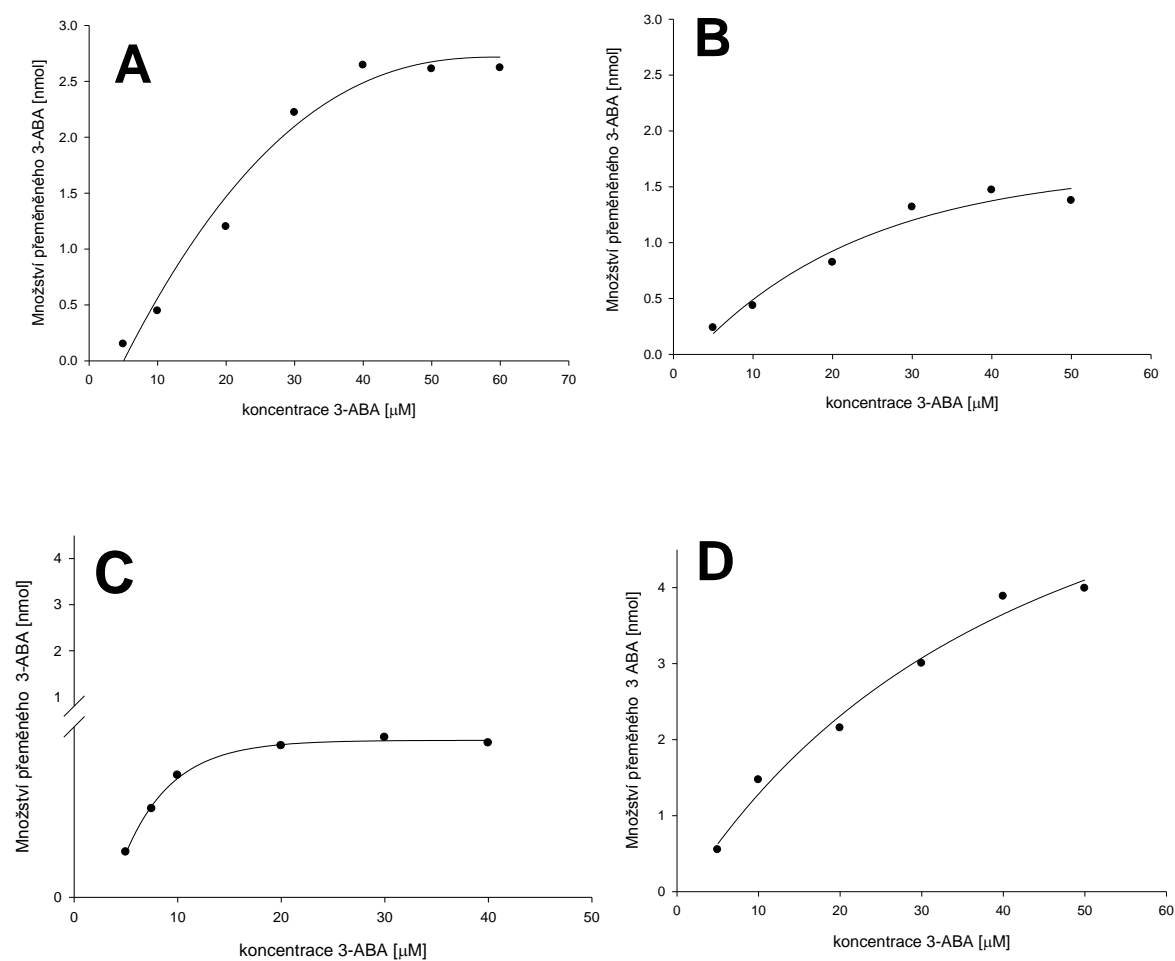 A
Množství přeměněného 3-ABA [nmol]
3.0
2.5
2.0
1.5
1.0
0.5
0.0
0 10 20 30 40 50 60 70
koncentrace 3-ABA [μM]
B
Množství přeměněného 3-ABA [nmol]
3.0
2.5
2.0
1.5
1.0
0.5
0.0
0 10 20 30 40 50 60
koncentrace 3-ABA [μM]
C
Množství přeměněného 3-ABA [nmol]
4
3
2
1
0
0 10 20 30 40 50
koncentrace 3-ABA [μM]
D
Množství přeměněného 3 ABA [nmol]
4
3
2
1
0
0 10 20 30 40 50 60
koncentrace 3-ABA [μM]